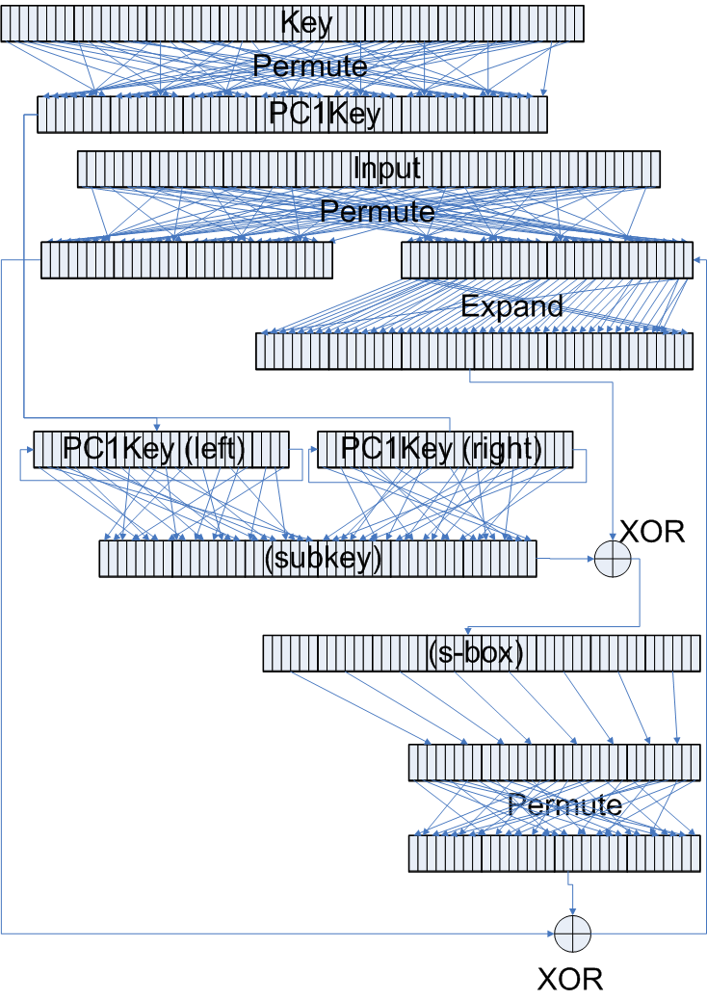 Key
Permute
PC1Key
Input
Permute
Expand
PC1Key (left)
PC1Key (right)
XOR
(subkey)
(s-box)
Permute
XOR